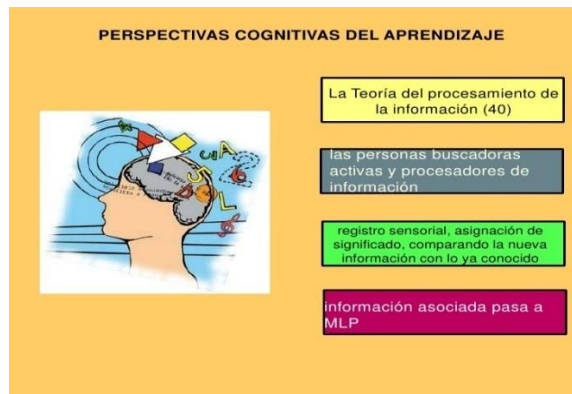 PERSPECTIVAS COGNITIVAS DEL APRENDIZAJE
La Teoría del procesamiento de
la información (40)
las personas buscadoras
activas y procesadores de
información
registro sensorial, asignación de
significado, comparando la nueva
información con lo ya conocido
información asociada pasa a
MLP